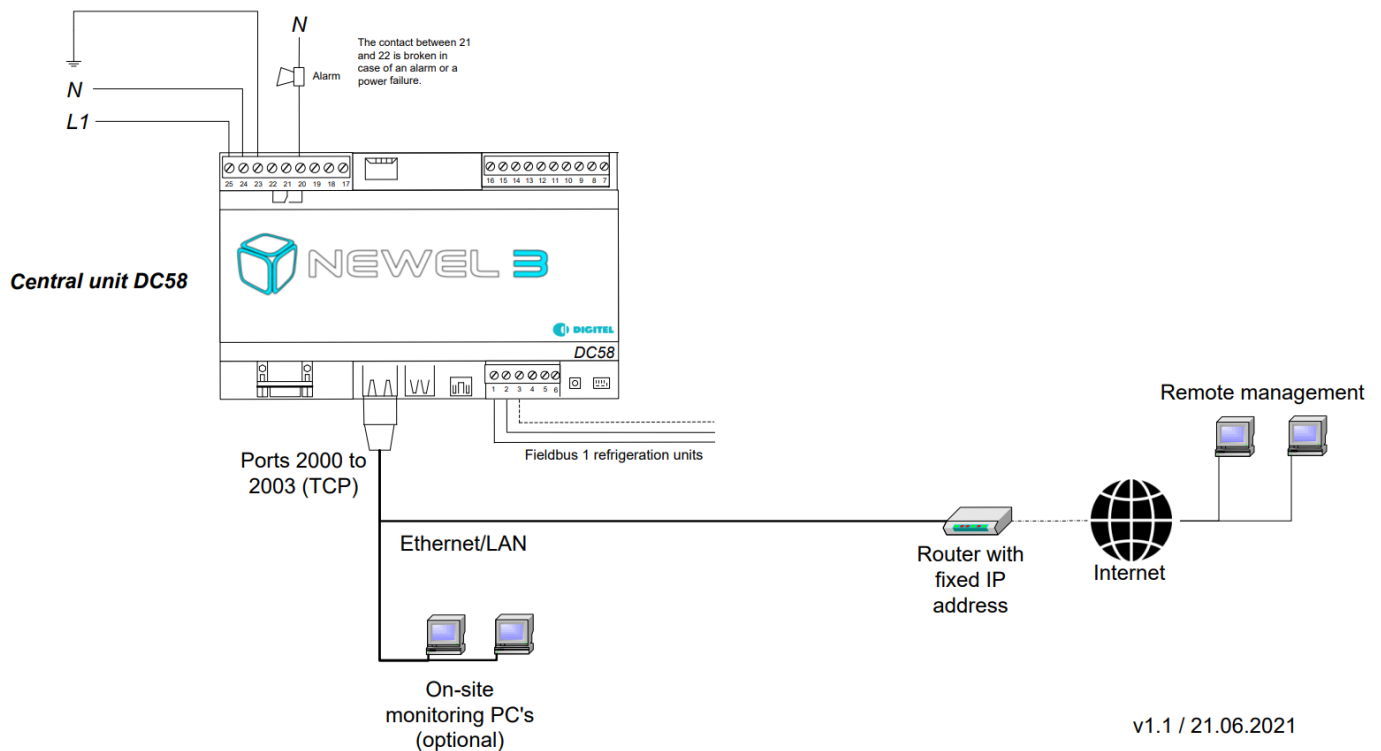 N
The contact between 21
and 22 is broken in
case of an alarm or a
power failure.
Alarm
N
L1
25 24 23 22 21 20 19 18 17
16 15 14 13 12 11 10 9 8 7
NEWEL 3
Central unit DC58
DIGITEL
DC58
1 2 3 4 5 6
Fieldbus 1 refrigeration units
Ports 2000 to
2003 (TCP)
Remote management
Ethernet/LAN
Router with
fixed IP
address
Internet
On-site
monitoring PC's
(optional)
v1.1 / 21.06.2021